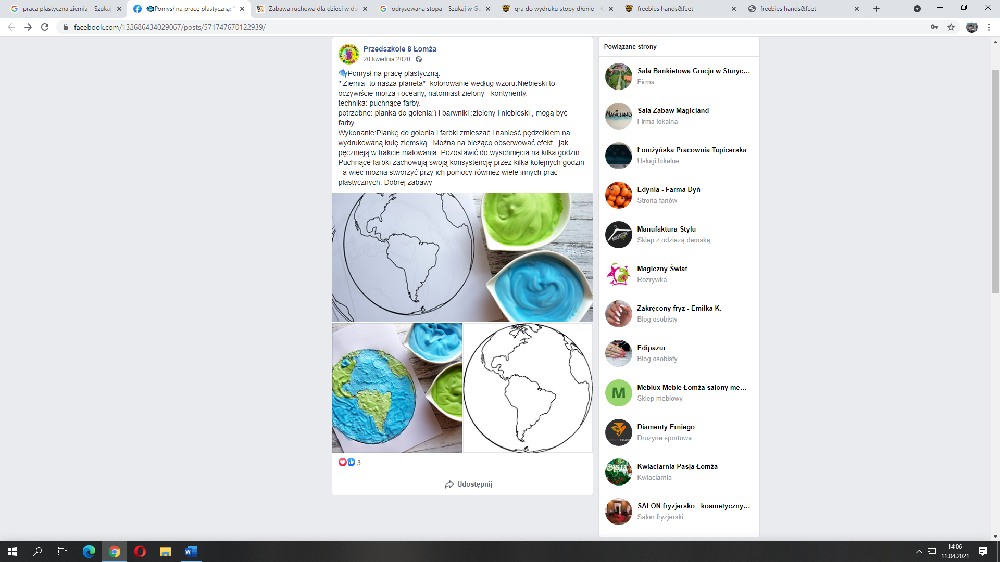 praca plastyczna ziemia – Szukaj
Pomysł na pracę plastyczną: "
Zabawa ruchowa dla dzieci w do
odrysowana stopa – Szukaj w Go
gra do wydruku stopy dłonie - K
freebies hands&feet
freebies hands&feet
facebook.com/132686434029067/posts/571747670122939/
Przedszkole 8 Łomża
20 kwietnia 2020 ·
Pomysł na pracę plastyczną:
" Ziemia- to nasza planeta"- kolorowanie według wzoru.Niebieski to
oczywiście morza i oceany, natomiast zielony - kontynenty.
technika: puchnące farby.
potrzebne: pianka do golenia:) i barwniki :zielony i niebieski , mogą być
farby.
Wykonanie:Piankę do golenia i farbki zmieszać i nanieść pędzelkiem na
wydrukowaną kulę ziemską . Można na bieżąco obserwować efekt , jak
pęcznieją w trakcie malowania. Pozostawić do wyschnięcia na kilka godzin.
Puchnące farbki zachowują swoją konsystencję przez kilka kolejnych godzin
- a więc można stworzyć przy ich pomocy również wiele innych prac
plastycznych. Dobrej zabawy
3
Udostępnij
Powiązane strony
Sala Bankietowa Gracja w Staryc…
Firma
MAGICLAND
Sala Zabaw Magicland
Firma lokalna
Łomżyńska Pracownia Tapicerska
Usługi lokalne
Edynia - Farma Dyń
Strona fanów
MANUFAKTURA
Manufaktura Stylu
Sklep z odzieżą damską
Magiczny Świat
Rozrywka
Zakręcony fryz - Emilka K.
Blog osobisty
Edipazur
Blog osobisty
M
Meblux Meble Łomża salony me…
Sklep meblowy
Diamenty Erniego
Drużyna sportowa
PASJA
Kwiaciarnia Pasja Łomża
Kwiaciarnia
SALON fryzjersko - kosmetyczny…
Salon fryzjerski
14:06
11.04.2021